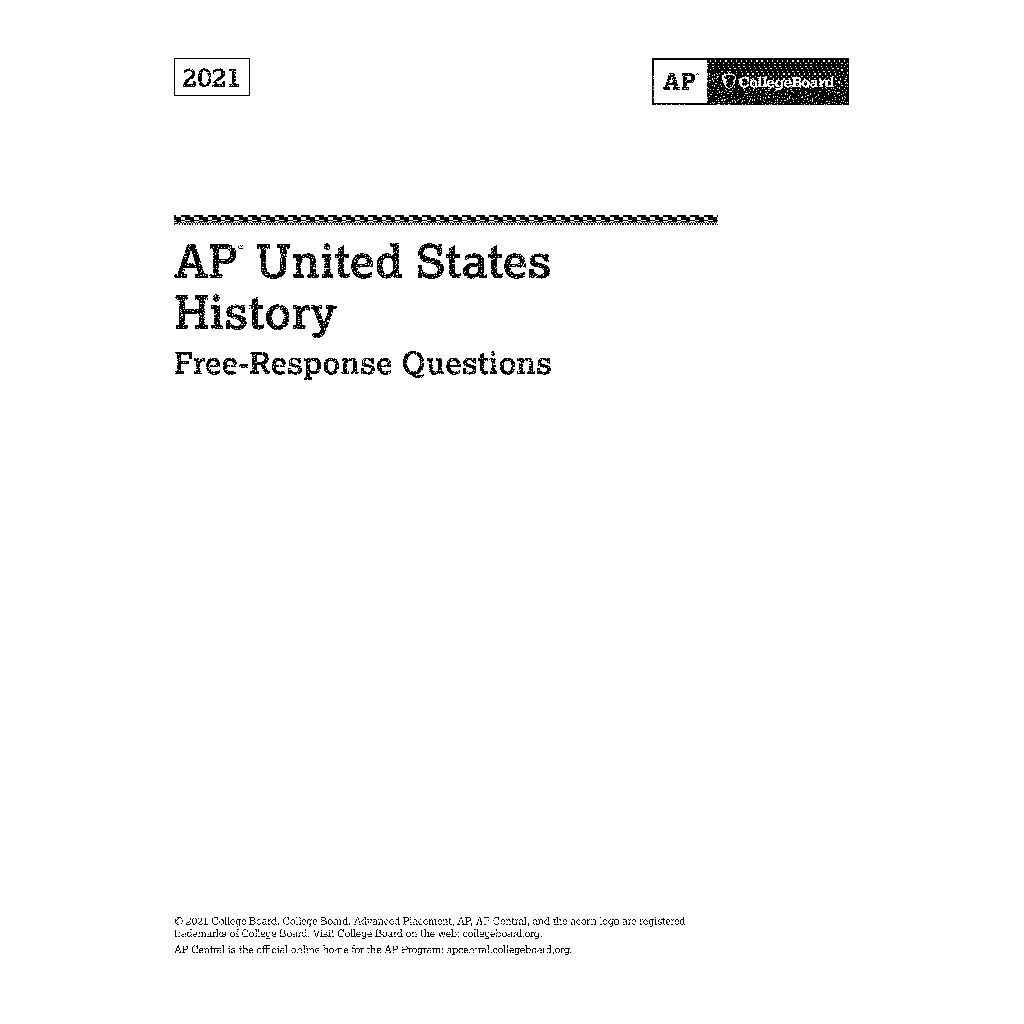 2021
AP® CollegeBoard
AP® United States
History
Free-Response Questions
© 2021 College Board. College Board, Advanced Placement, AP, AP Central, and the acorn logo are registered
trademarks of College Board. Visit College Board on the web: collegeboard.org.
AP Central is the official online home for the AP Program: apcentral.collegeboard.org.